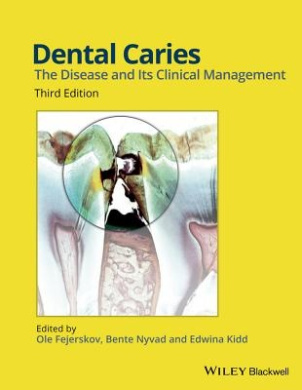 Dental Caries
The Disease and Its Clinical Management
Third Edition
Edited by
Ole Fejerskov, Bente Nyvad and Edwina Kidd
WILEY Blackwell